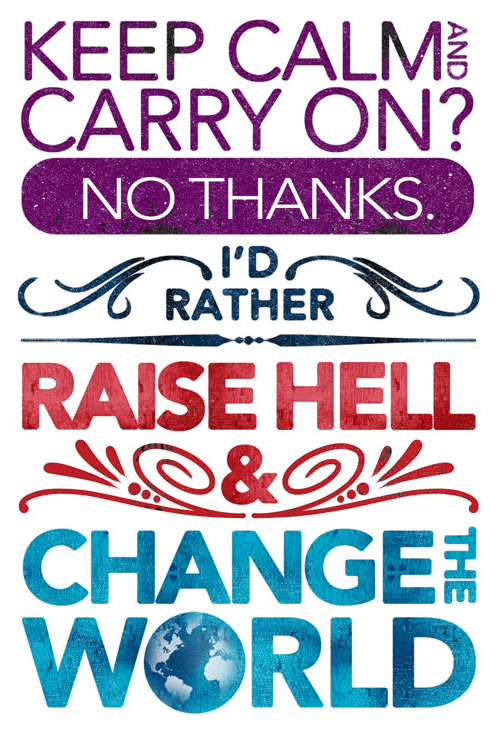 KEEP CALM AND
CARRY ON?
NO THANKS.
I'D
RATHER
RAISE HELL
&
CHANGE THE
WORLD